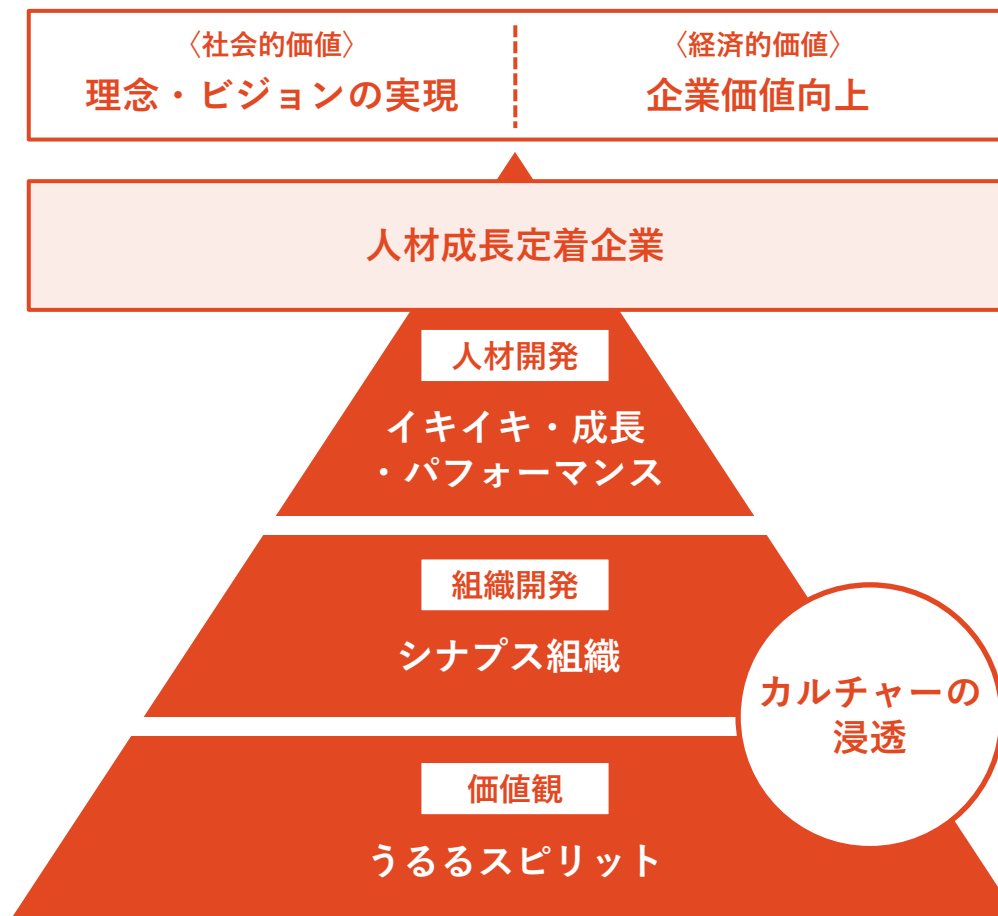 〈社会的価値〉
理念・ビジョンの実現
〈経済的価値〉
企業価値向上
人材成長定着企業
人材開発
イキイキ・成長
・パフォーマンス
組織開発
シナプス組織
カルチャーの
浸透
価値観
うるるスピリット